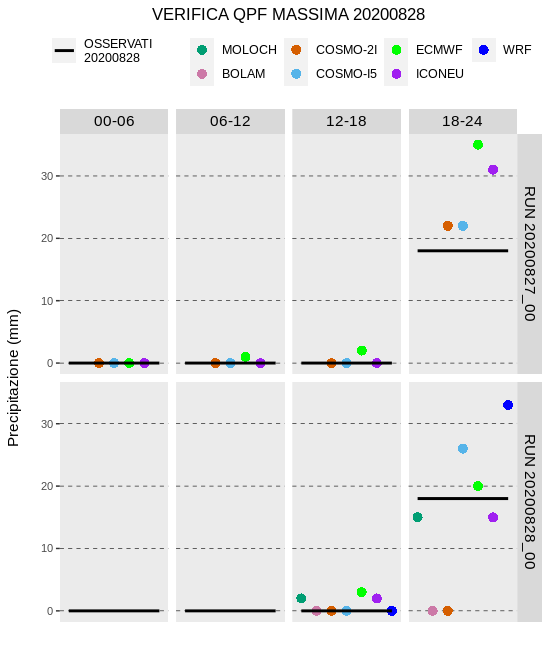 VERIFICA QPF MASSIMA 20200828
OSSERVATI
20200828
MOLOCH
COSMO-2I
ECMWF
WRF
BOLAM
COSMO-I5
ICONEU
00-06
06-12
12-18
18-24
30
20
10
0
RUN 20200827_00
Precipitazione (mm)
30
20
10
0
RUN 20200828_00